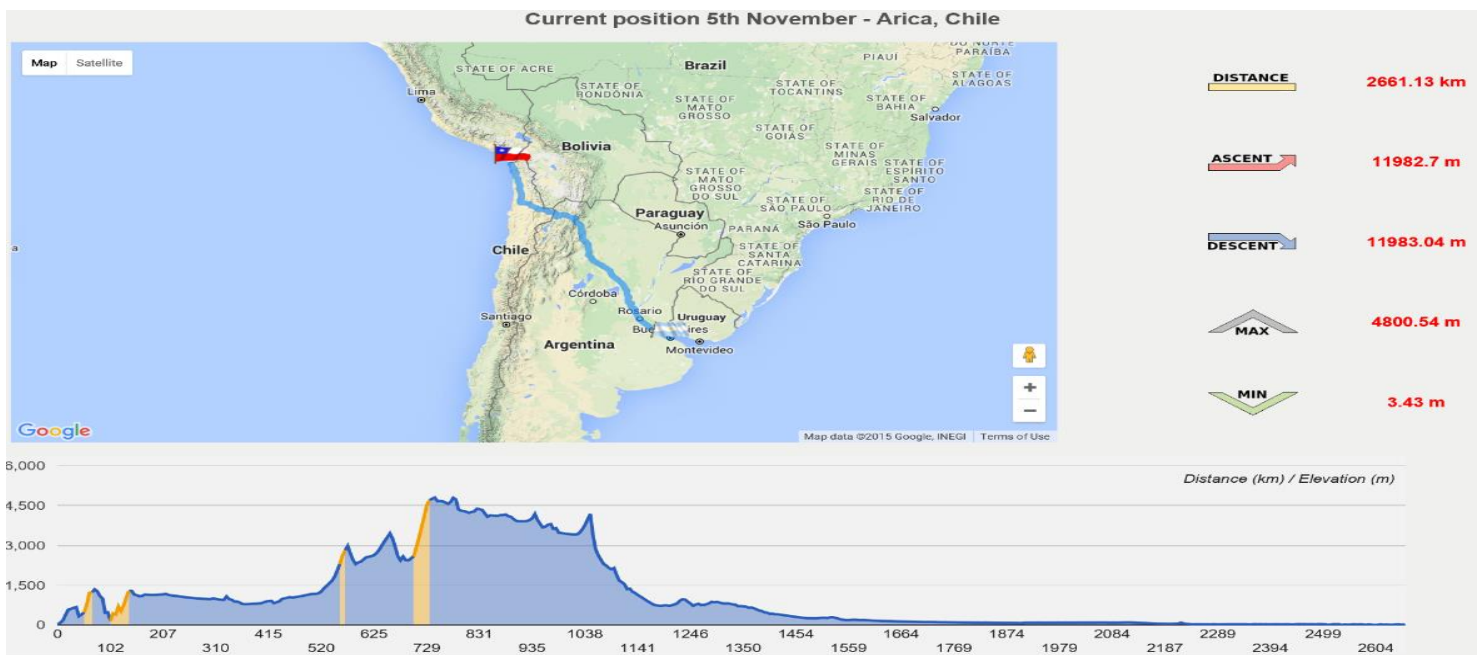 Current position 5th November - Arica, Chile
Map Satellite
DO NORTE
PARAÍBA
PIAUÍ
STATE OF ACRE
Brazil
STATE OF
ALAGOAS
Lima
STATE OF
RONDÔNIA
STATE OF
TOCANTINS
STATE OF
MATO
GROSSO
STATE OF
BAHIA
Salvador
STATE OF
GOIÁS
Bolivia
STATE OF
MINAS
GERAIS
STATE OF
ESPÍRITO
SANTO
STATE OF
MATO
GROSSO
DO SUL
STATE OF
SÃO PAULO
STATE OF
RIO DE
JANEIRO
Paraguay
Asunción
PARANÁ
São Paulo
a
Chile
STATE OF
SANTA
CATARINA
STATE OF
RIO GRANDE
DO SUL
Córdoba
Santiago
Rosario
Uruguay
Bue ires
Argentina
Montevideo
+
−
Google
Map data ©2015 Google, INEGI Terms of Use
DISTANCE 2661.13 km
ASCENT 11982.7 m
DESCENT 11983.04 m
MAX 4800.54 m
MIN 3.43 m
Distance (km) / Elevation (m)
6,000
4,500
3,000
1,500
0
0 207 415 625 831 1038 1246 1454 1664 1874 2084 2289 2499
102 310 520 729 935 1141 1350 1559 1769 1979 2187 2394 2604